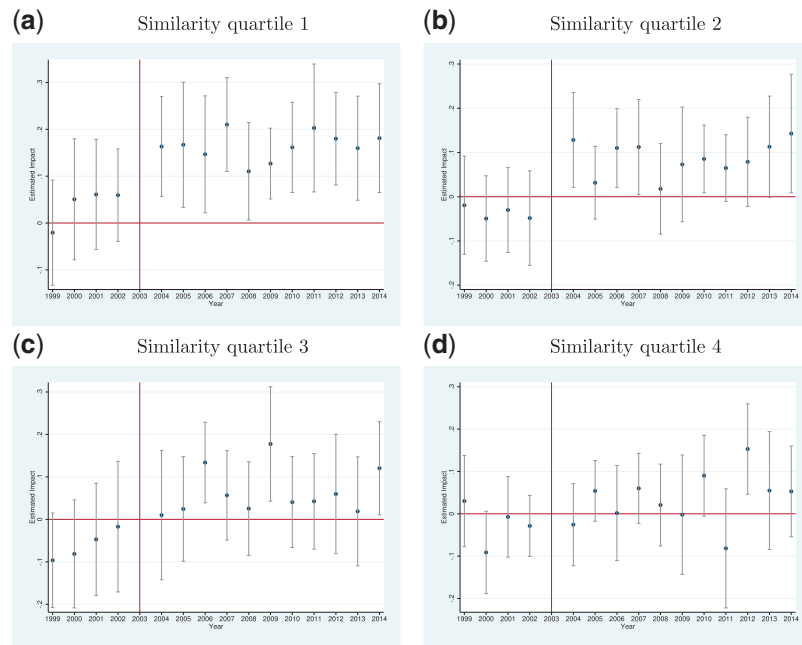 (a) Similarity quartile 1
.3
.2
.1
0
-.1
Estimated Impact
1999 2000 2001 2002 2003 2004 2005 2006 2007 2008 2009 2010 2011 2012 2013 2014
Year
(b) Similarity quartile 2
.3
.2
.1
0
-.1
-.2
Estimated Impact
1999 2000 2001 2002 2003 2004 2005 2006 2007 2008 2009 2010 2011 2012 2013 2014
Year
(c) Similarity quartile 3
.3
.2
.1
0
-.1
-.2
Estimated Impact
1999 2000 2001 2002 2003 2004 2005 2006 2007 2008 2009 2010 2011 2012 2013 2014
Year
(d) Similarity quartile 4
.3
.2
.1
0
-.1
-.2
Estimated Impact
1999 2000 2001 2002 2003 2004 2005 2006 2007 2008 2009 2010 2011 2012 2013 2014
Year